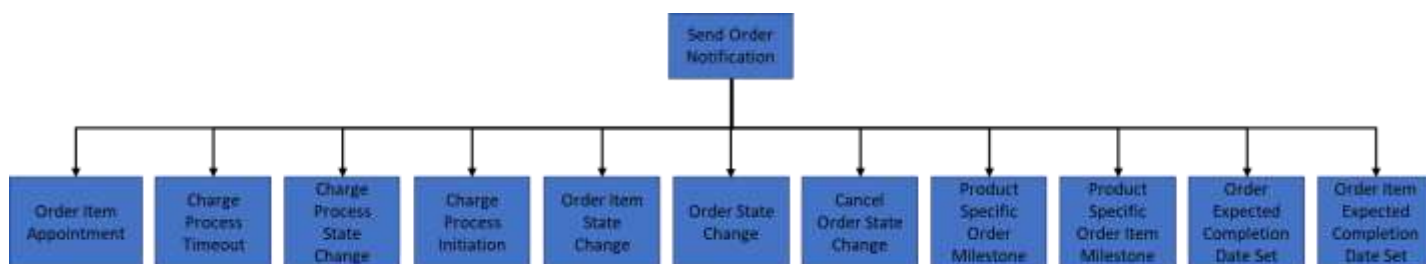 Send Order
Notification
Order Item
Appointment
Charge
Process
Timeout
Charge
Process
State
Change
Charge
Process
Initiation
Order Item
State
Change
Order State
Change
Cancel
Order State
Change
Product
Specific
Order
Milestone
Product
Specific
Order Item
Milestone
Order
Expected
Completion
Date Set
Order Item
Expected
Completion
Date Set